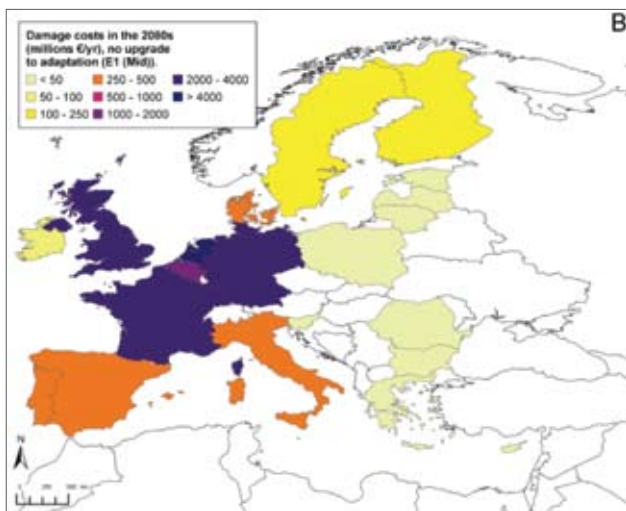 B
Damage costs in the 2080s
(millions €/yr), no upgrade
to adaptation (E1 (Mid)).
< 50 250 - 500 2000 - 4000
50 - 100 500 - 1000 > 4000
100 - 250 1000 - 2000
N
0